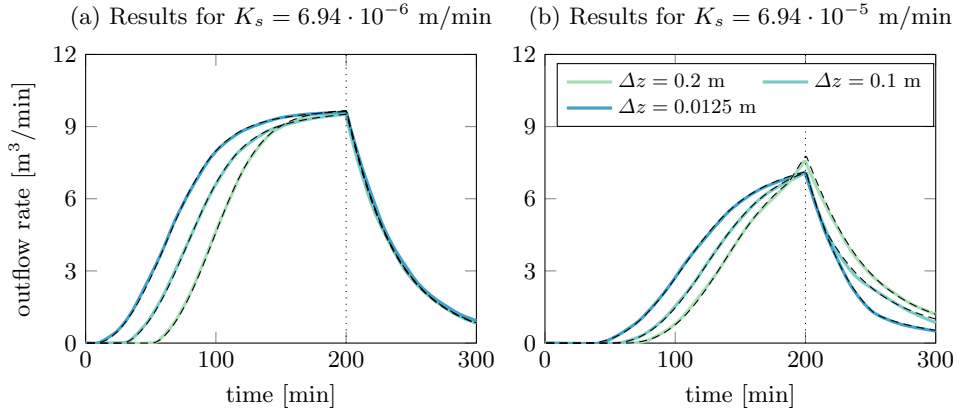 (a) Results for K_s = 6.94 · 10^−6 m/min
(b) Results for K_s = 6.94 · 10^−5 m/min
outflow rate [m^3/min]
12
9
6
3
0
0
100
200
300
time [min]
12
9
6
3
0
0
100
200
300
time [min]
Δz = 0.2 m
Δz = 0.1 m
Δz = 0.0125 m